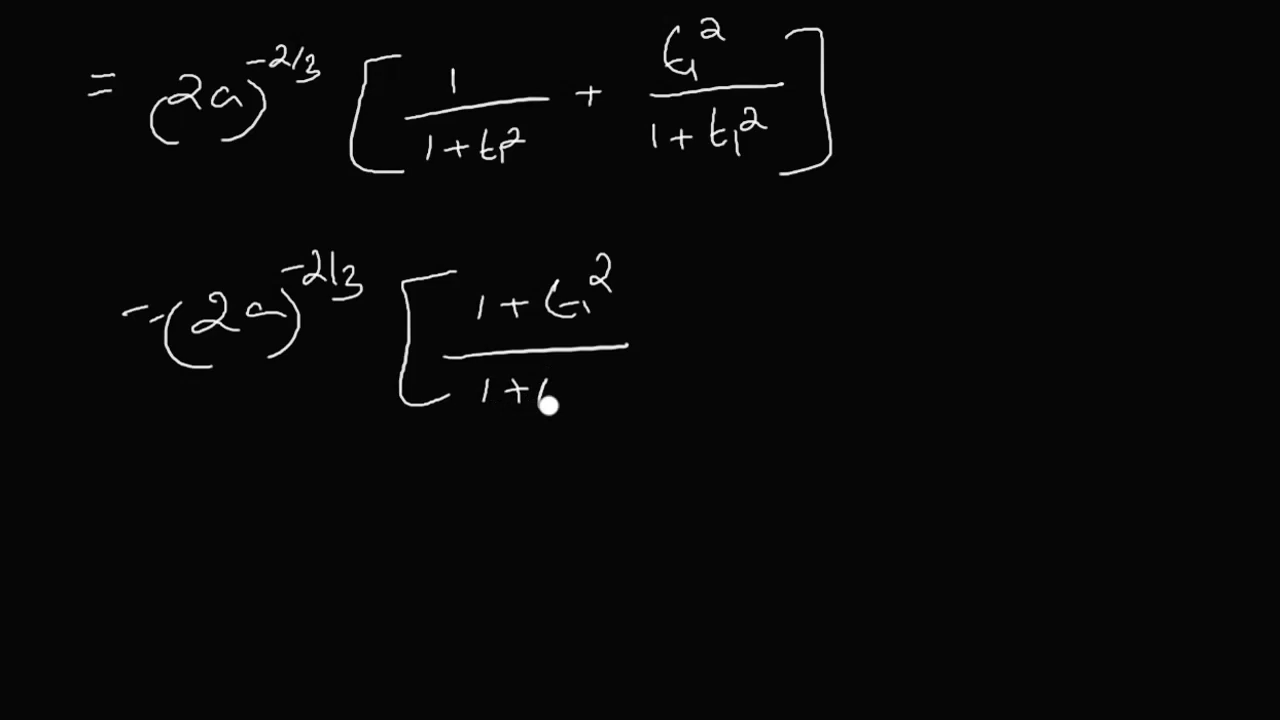 = (2a)^{-2/3} [ 1/(1+t₁²) + t₁²/(1+t₁²) ]
= (2a)^{-2/3} [ (1+t₁²)/(1+t